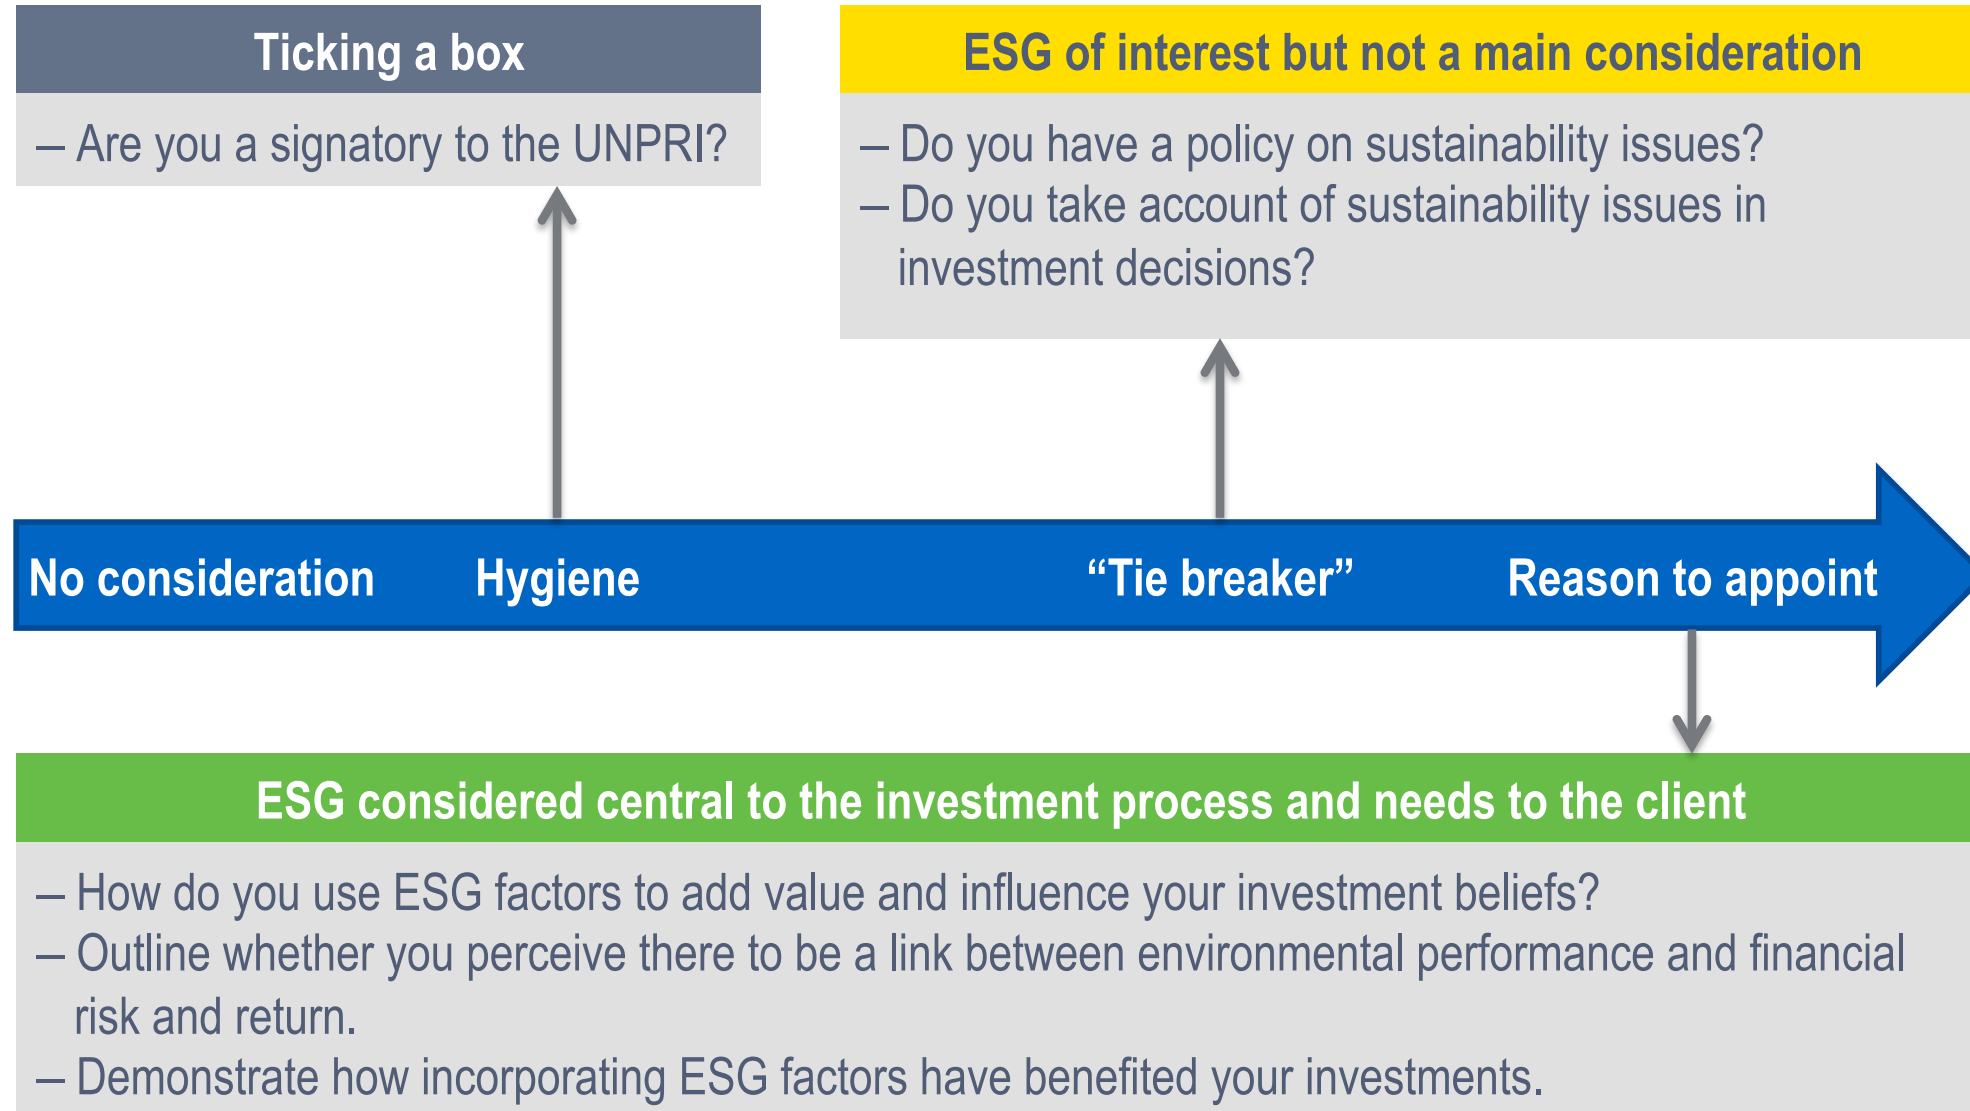 Ticking a box
– Are you a signatory to the UNPRI?
ESG of interest but not a main consideration
– Do you have a policy on sustainability issues?
– Do you take account of sustainability issues in
investment decisions?
No consideration
Hygiene
“Tie breaker”
Reason to appoint
ESG considered central to the investment process and needs to the client
– How do you use ESG factors to add value and influence your investment beliefs?
– Outline whether you perceive there to be a link between environmental performance and financial
risk and return.
– Demonstrate how incorporating ESG factors have benefited your investments.